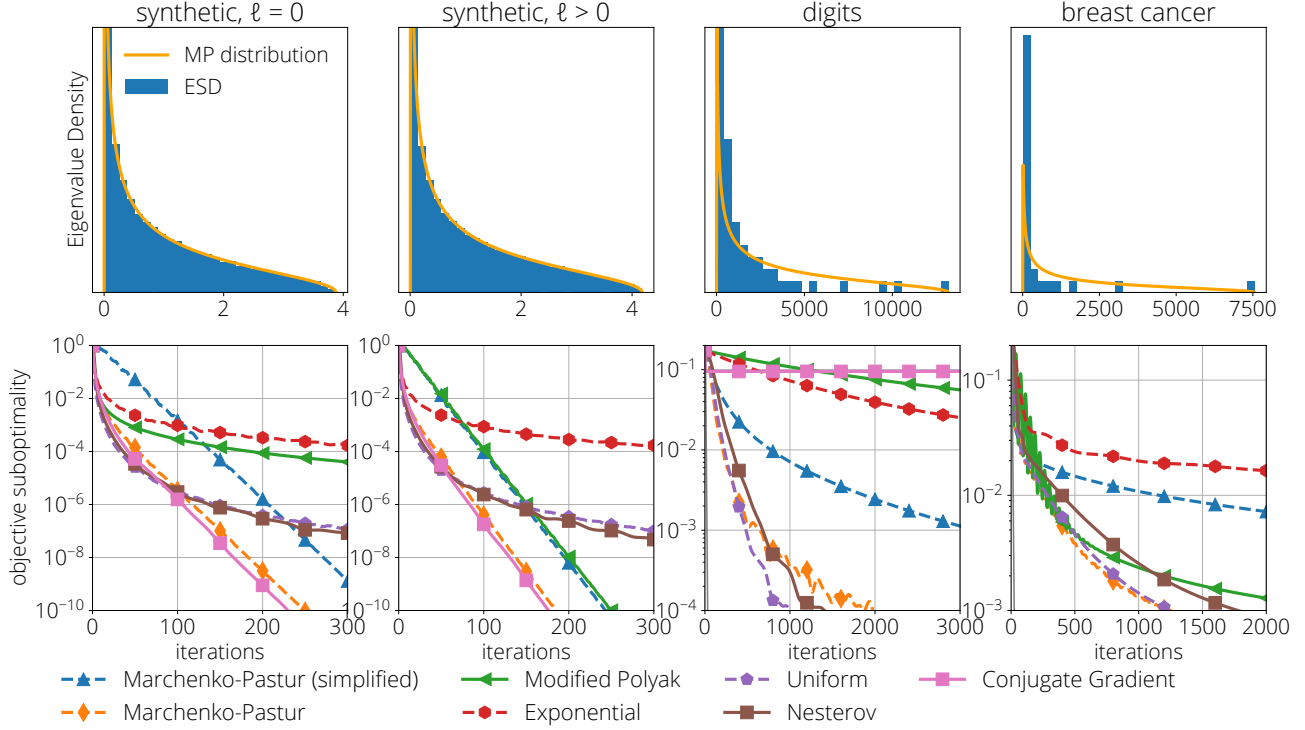 synthetic, ℓ = 0
synthetic, ℓ > 0
digits
breast cancer
Eigenvalue Density
MP distribution
ESD
0 2 4
0 2 4
0 5000 10000
0 2500 5000 7500
objective suboptimality
10⁰
10⁻²
10⁻⁴
10⁻⁶
10⁻⁸
10⁻¹⁰
0 100 200 300
iterations
10⁰
10⁻²
10⁻⁴
10⁻⁶
10⁻⁸
10⁻¹⁰
0 100 200 300
iterations
10⁻¹
10⁻²
10⁻³
10⁻⁴
0 1000 2000 3000
iterations
10⁻¹
10⁻²
10⁻³
0 500 1000 1500 2000
iterations
Marchenko-Pastur (simplified)
Marchenko-Pastur
Modified Polyak
Exponential
Uniform
Nesterov
Conjugate Gradient